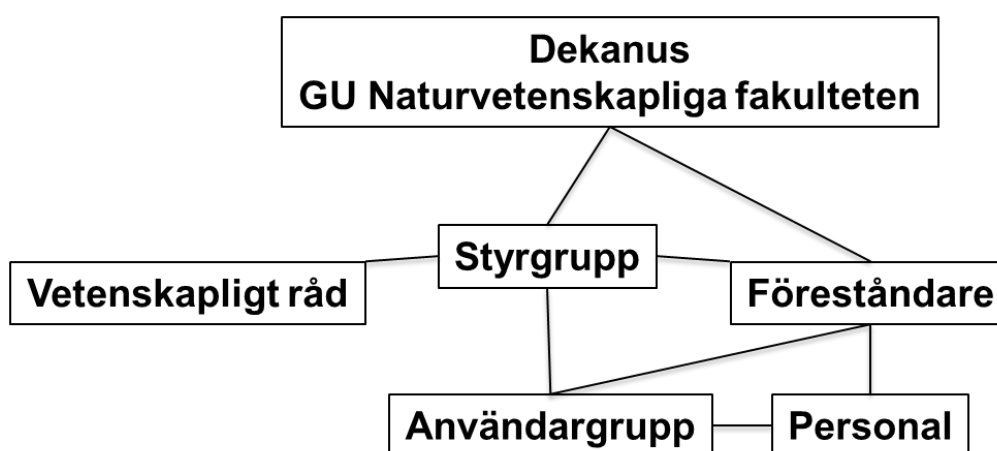 Dekanus
GU Naturvetenskapliga fakulteten
Styrgrupp
Vetenskapligt råd
Föreståndare
Användargrupp
Personal